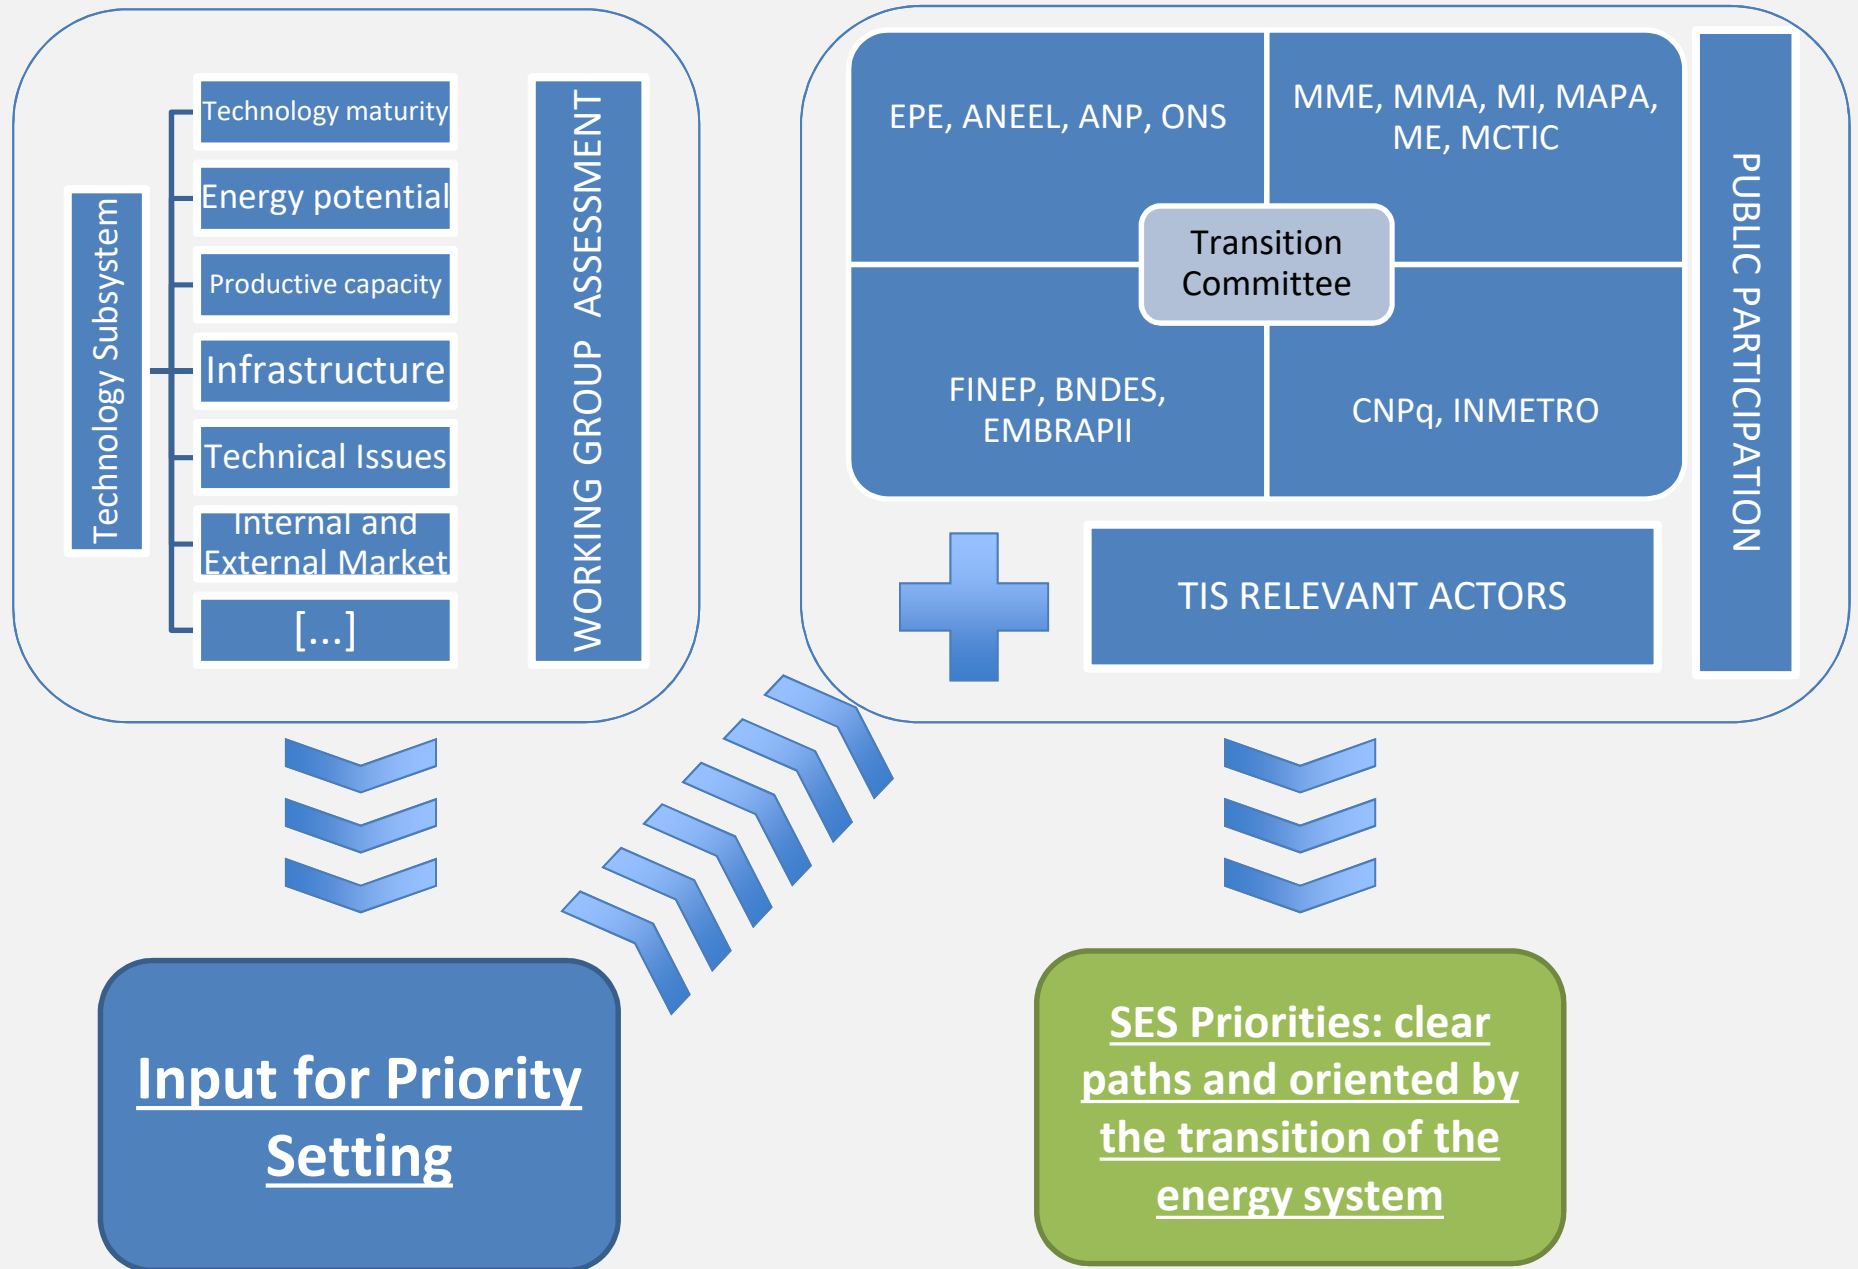 Technology Subsystem
Technology maturity
Energy potential
Productive capacity
Infrastructure
Technical Issues
Internal and
External Market
[...]
WORKING GROUP ASSESSMENT
EPE, ANEEL, ANP, ONS
MME, MMA, MI, MAPA,
ME, MCTIC
Transition
Committee
FINEP, BNDES,
EMBRAPII
CNPq, INMETRO
TIS RELEVANT ACTORS
PUBLIC PARTICIPATION
Input for Priority
Setting
SES Priorities: clear
paths and oriented by
the transition of the
energy system